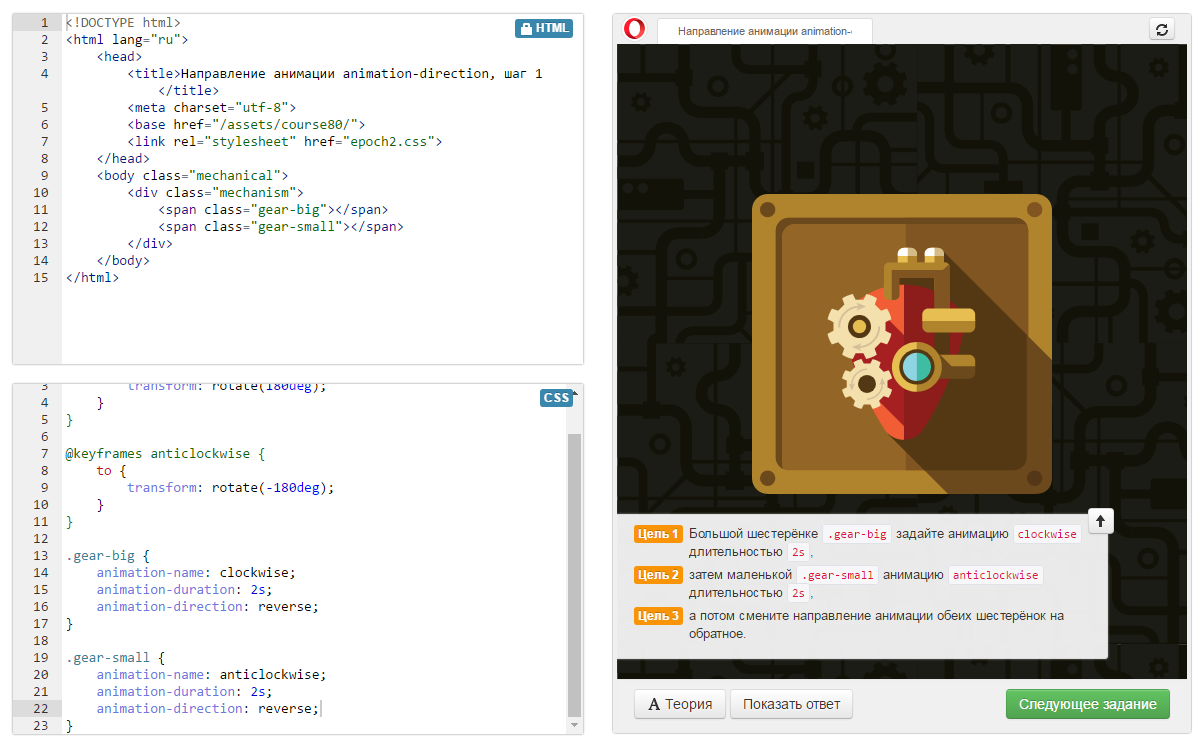 1 <!DOCTYPE html>
HTML
2 <html lang="ru">
3 <head>
4 <title>Направление анимации animation-direction, шаг 1
</title>
5 <meta charset="utf-8">
6 <base href="/assets/course80/">
7 <link rel="stylesheet" href="epoch2.css">
8 </head>
9 <body class="mechanical">
10 <div class="mechanism">
11 <span class="gear-big"></span>
12 <span class="gear-small"></span>
13 </div>
14 </body>
15 </html>
3 transform: rotate(180deg);
CSS
4 }
5 }
6
7 @keyframes anticlockwise {
8 to {
9 transform: rotate(-180deg);
10 }
11 }
12
13 .gear-big {
14 animation-name: clockwise;
15 animation-duration: 2s;
16 animation-direction: reverse;
17 }
18
19 .gear-small {
20 animation-name: anticlockwise;
21 animation-duration: 2s;
22 animation-direction: reverse;
23 }
Направление анимации animation-
Цель 1 Большой шестерёнке .gear-big задайте анимацию clockwise
длительностью 2s,
Цель 2 затем маленькой .gear-small анимацию anticlockwise
длительностью 2s,
Цель 3 а потом смените направление анимации обеих шестерёнок на
обратное.
A Теория
Показать ответ
Следующее задание